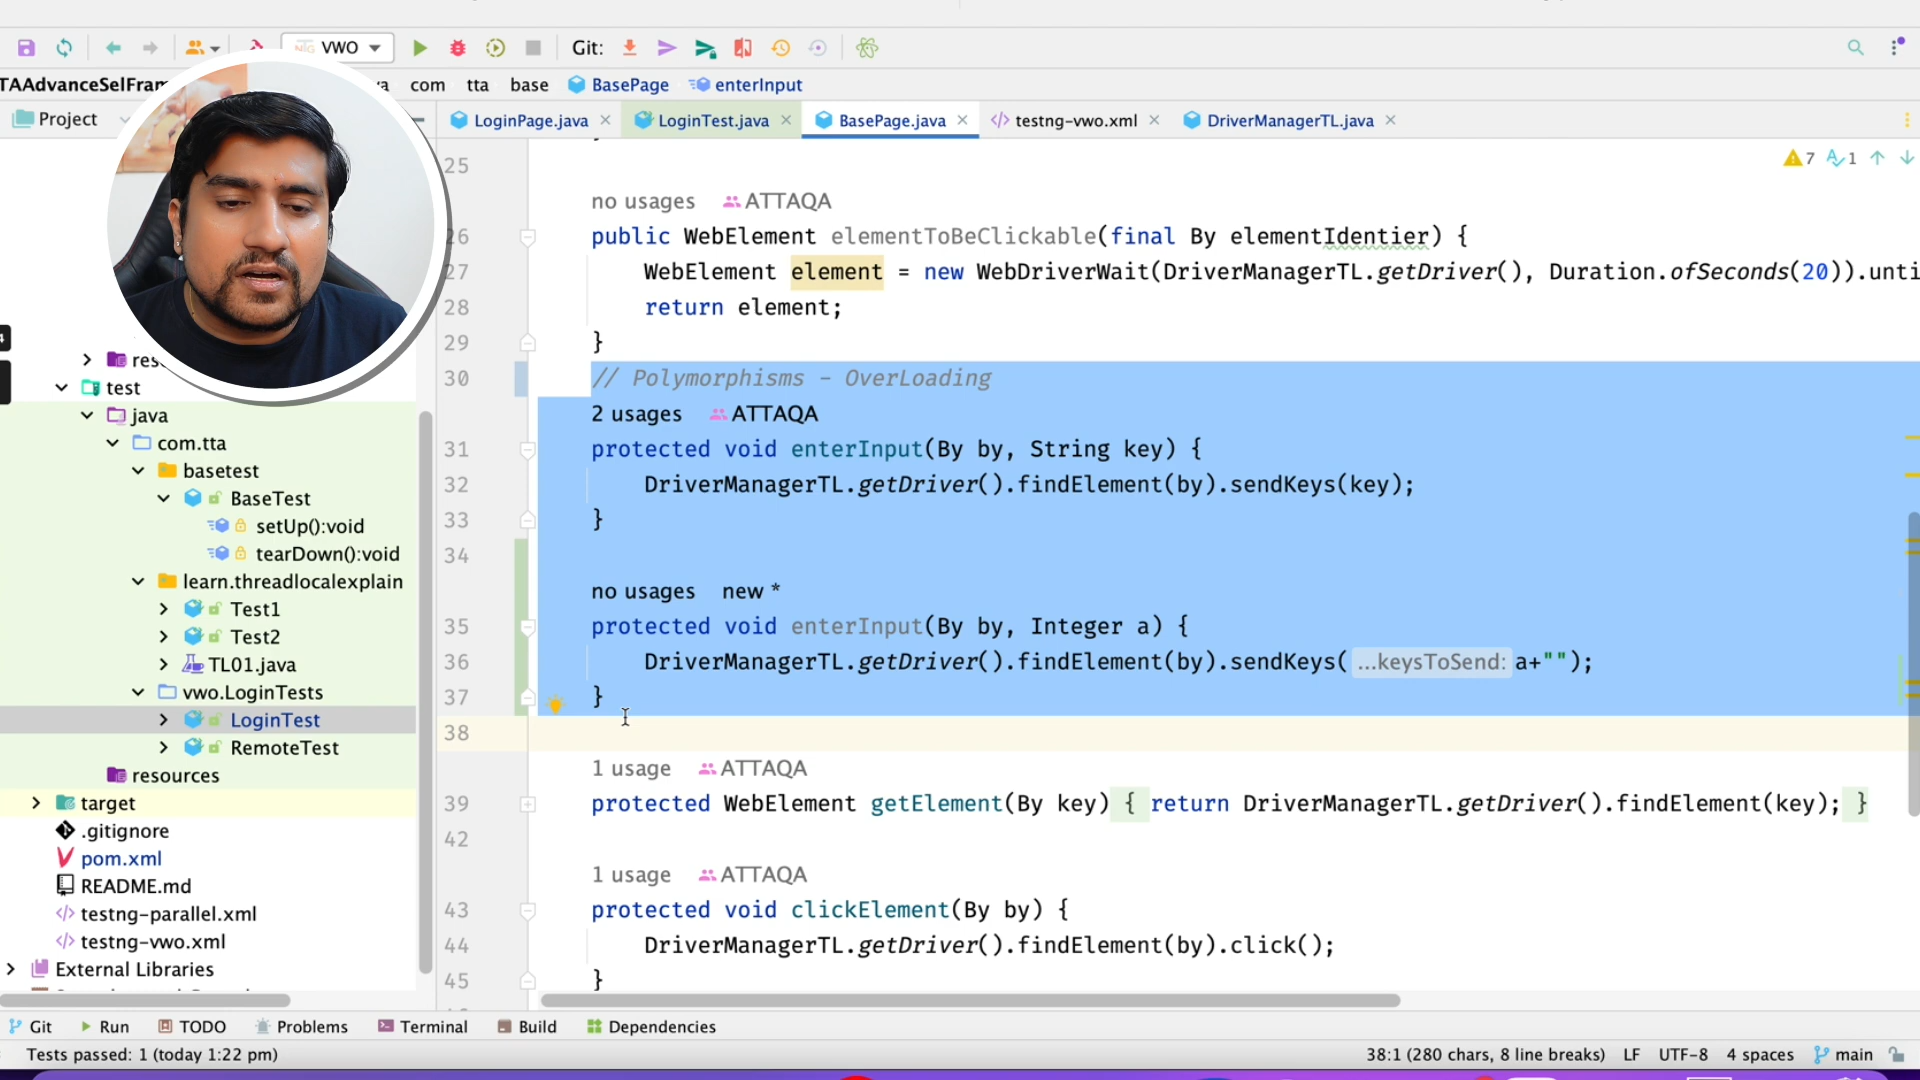 VWO
Git:
TAAdvanceSelFram
a com tta base BasePage enterInput
Project
LoginPage.java
LoginTest.java
BasePage.java
testng-vwo.xml
DriverManagerTL.java
7 1
25
no usages ATTAQA
26 public WebElement elementToBeClickable(final By elementIdentier) {
27 WebElement element = new WebDriverWait(DriverManagerTL.getDriver(), Duration.ofSeconds(20)).unti
28 return element;
29 }
30 // Polymorphisms - OverLoading
2 usages ATTAQA
31 protected void enterInput(By by, String key) {
32 DriverManagerTL.getDriver().findElement(by).sendKeys(key);
33 }
34
no usages new *
35 protected void enterInput(By by, Integer a) {
36 DriverManagerTL.getDriver().findElement(by).sendKeys( ...keysToSend: a+"");
37 }
38
1 usage ATTAQA
39 protected WebElement getElement(By key) { return DriverManagerTL.getDriver().findElement(key); }
42
1 usage ATTAQA
43 protected void clickElement(By by) {
44 DriverManagerTL.getDriver().findElement(by).click();
45 }
res
test
java
com.tta
basetest
BaseTest
setUp():void
tearDown():void
learn.threadlocalexplain
Test1
Test2
TL01.java
vwo.LoginTests
LoginTest
RemoteTest
resources
target
.gitignore
pom.xml
README.md
testng-parallel.xml
testng-vwo.xml
External Libraries
Git Run TODO Problems Terminal Build Dependencies
Tests passed: 1 (today 1:22 pm)
38:1 (280 chars, 8 line breaks) LF UTF-8 4 spaces main